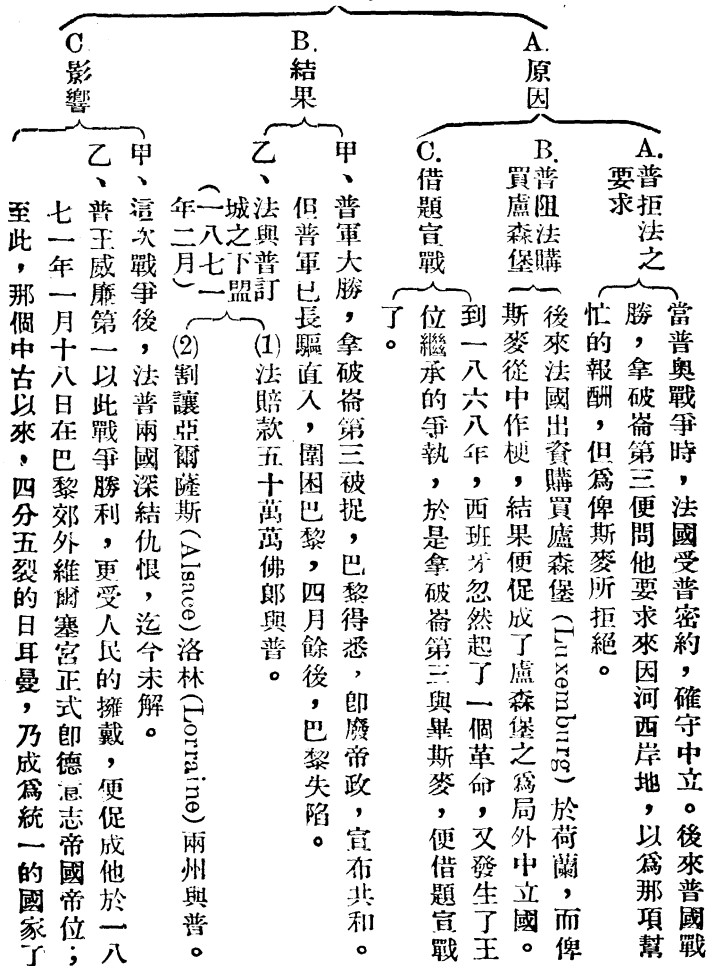 A.原因
A.普拒法之
要求
當普奧戰爭時，法國受普密約，確守中立。後來普國戰
勝，拿破崙第三便問他要求來因河西岸地，以爲那項幫
忙的報酬，但爲俾斯麥所拒絕。
B.普阻法購
買盧森堡
後來法國出資購買盧森堡(Luxemburg)於荷蘭，而俾
斯麥從中作梗，結果便促成了盧森堡之爲局外中立國。
C.借題宣戰
到一八六八年，西班牙忽然起了一個革命，又發生了王
位繼承的爭執，於是拿破崙第三與畢斯麥，便借題宣戰
了。
B.結果
甲、普軍大勝，拿破崙第三被捉，巴黎得悉，卽廢帝政，宣布共和。
但普軍已長驅直入，圍困巴黎，四月餘後，巴黎失陷。
乙、法與普訂
城之下盟
(一八七一
年二月)
(1)法賠款五十萬萬佛郎與普。
(2)割讓亞爾薩斯(Alsace)洛林(Lorraine)兩州與普。
C.影響
甲、這次戰爭後，法普兩國深結仇恨，迄今未解。
乙、普王威廉第一以此戰爭勝利，更受人民的擁戴，便促成他於一八
七一年一月十八日在巴黎郊外維爾塞宮正式卽德意志帝國帝位；
至此，那個中古以來，四分五裂的日耳曼，乃成爲統一的國家了